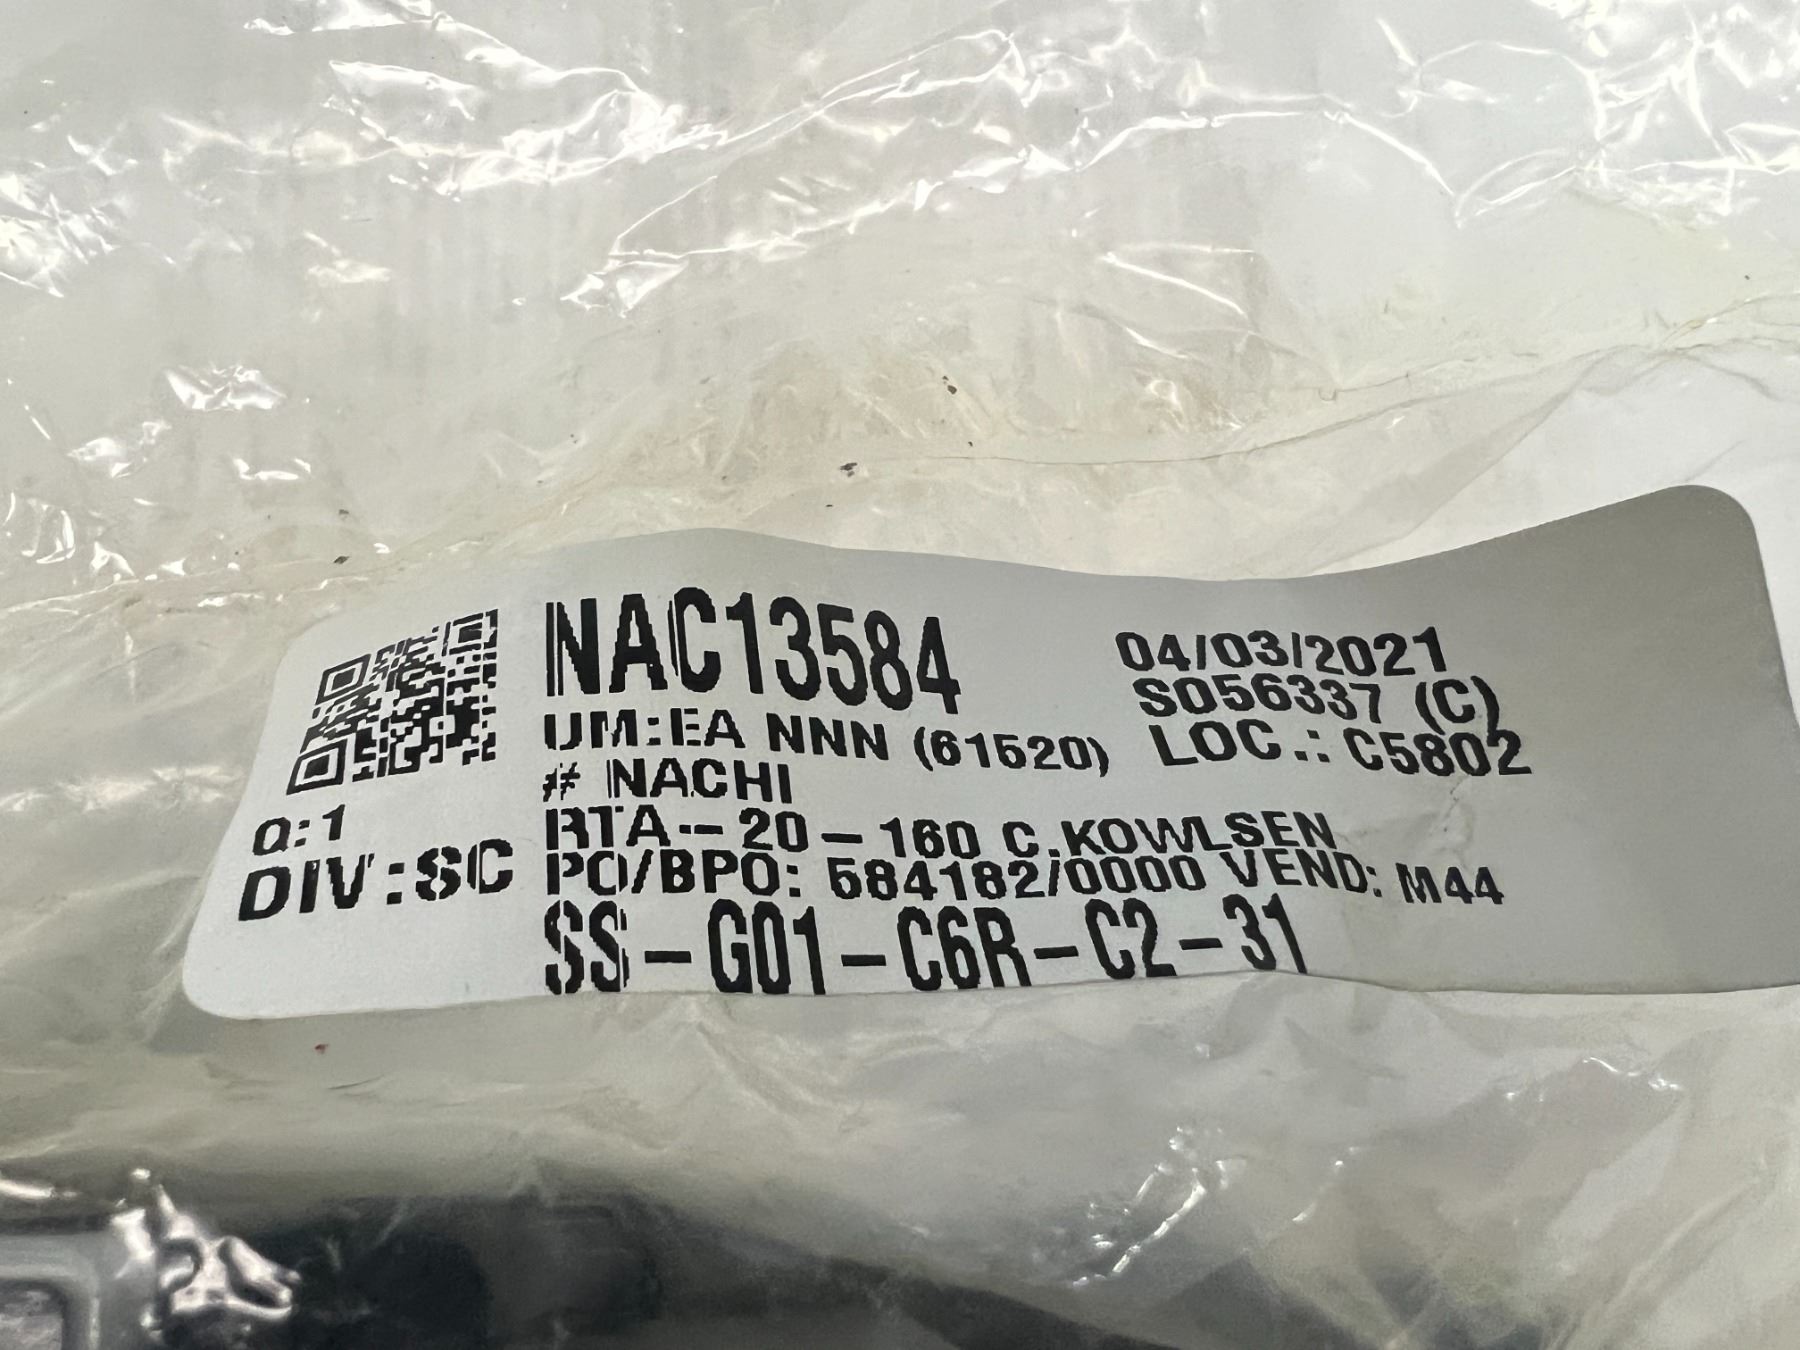 NAC13584
04/03/2021
SO56337 (C)
UM:EA NNN (61520) LOC.: C5802
# NACHI
Q:1
RTA--20-160 C.KOWLSEN
DIV:SC
PO/BPO: 584182/0000 VEND: M44
SS-G01-C6R-C2-31